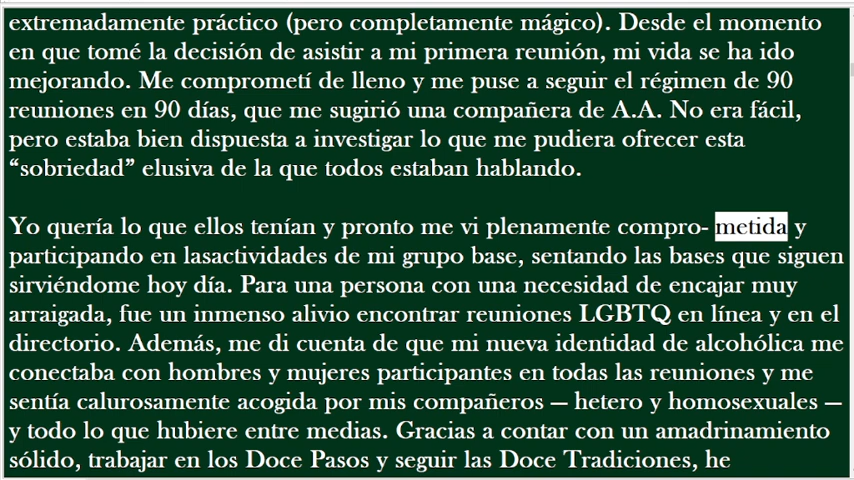 extremadamente práctico (pero completamente mágico). Desde el momento
en que tomé la decisión de asistir a mi primera reunión, mi vida se ha ido
mejorando. Me comprometí de lleno y me puse a seguir el régimen de 90
reuniones en 90 días, que me sugirió una compañera de A.A. No era fácil,
pero estaba bien dispuesta a investigar lo que me pudiera ofrecer esta
“sobriedad” elusiva de la que todos estaban hablando.
Yo quería lo que ellos tenían y pronto me vi plenamente compro- metida y
participando en lasactividades de mi grupo base, sentando las bases que siguen
sirviéndome hoy día. Para una persona con una necesidad de encajar muy
arraigada, fue un inmenso alivio encontrar reuniones LGBTQ en línea y en el
directorio. Además, me di cuenta de que mi nueva identidad de alcohólica me
conectaba con hombres y mujeres participantes en todas las reuniones y me
sentía calurosamente acogida por mis compañeros — hetero y homosexuales —
y todo lo que hubiere entre medias. Gracias a contar con un amadrinamiento
sólido, trabajar en los Doce Pasos y seguir las Doce Tradiciones, he